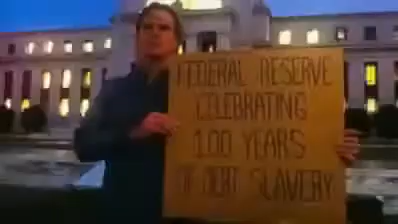 FEDERAL RESERVE
CELEBRATING
100 YEARS
OF DEBT SLAVERY